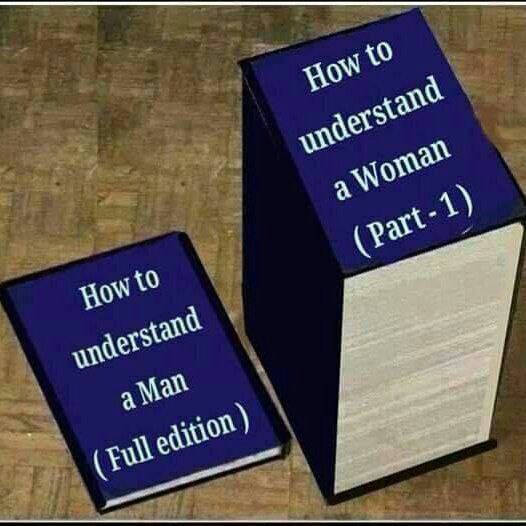 How to
understand
a Man
(Full edition)
How to
understand
a Woman
(Part-1)